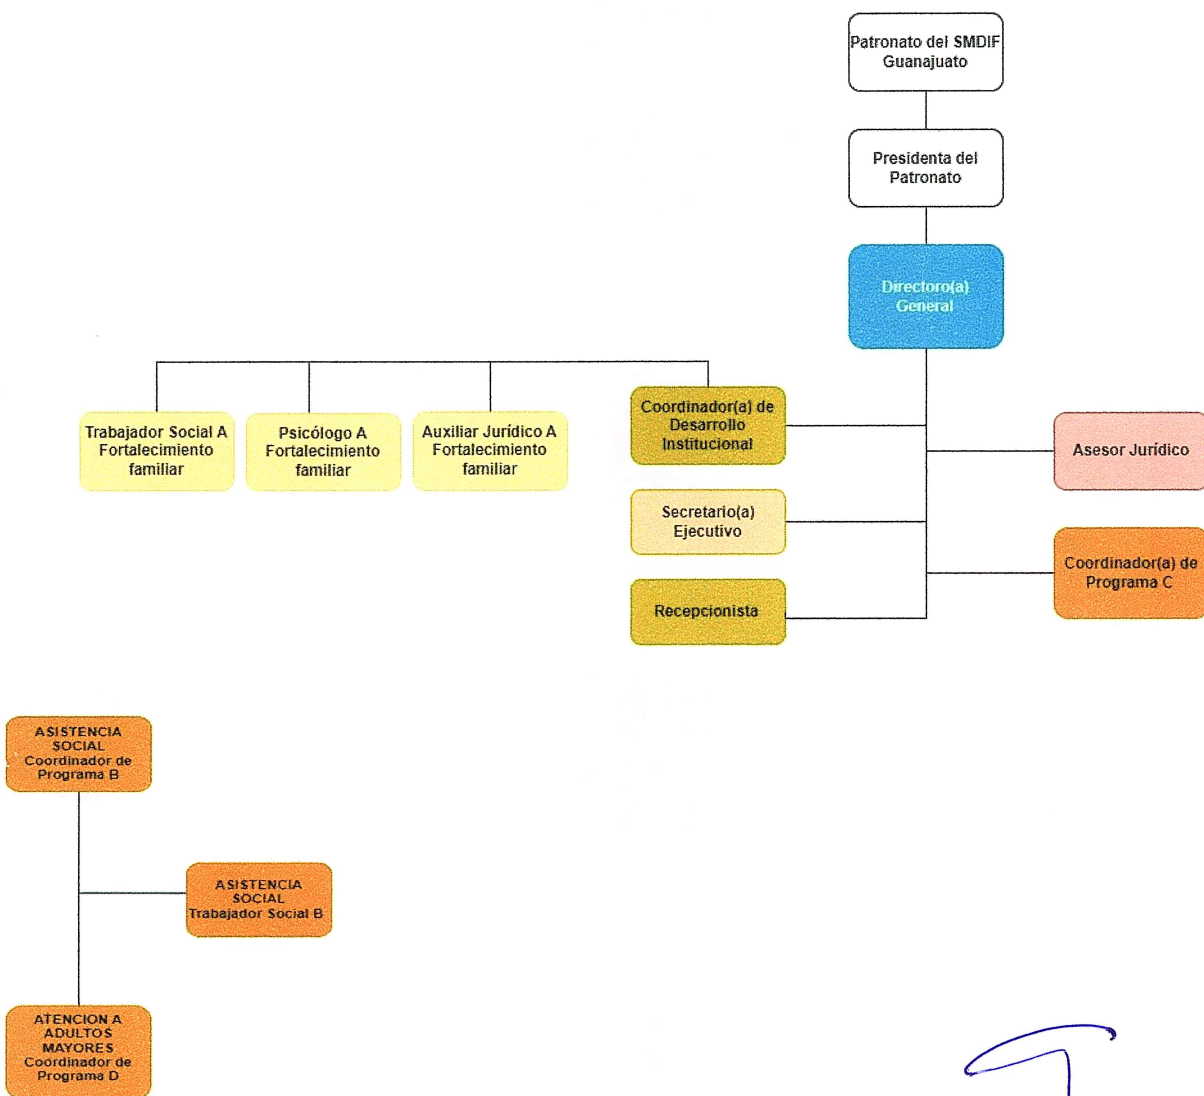 Patronato del SMDIF
Guanajuato
Presidenta del
Patronato
Directoro(a)
General
Coordinador(a) de
Desarrollo
Institucional
Trabajador Social A
Fortalecimiento
familiar
Psicólogo A
Fortalecimiento
familiar
Auxiliar Jurídico A
Fortalecimiento
familiar
Asesor Jurídico
Secretario(a)
Ejecutivo
Coordinador(a) de
Programa C
Recepcionista
ASISTENCIA
SOCIAL
Coordinador de
Programa B
ASISTENCIA
SOCIAL
Trabajador Social B
ATENCION A
ADULTOS
MAYORES
Coordinador de
Programa D